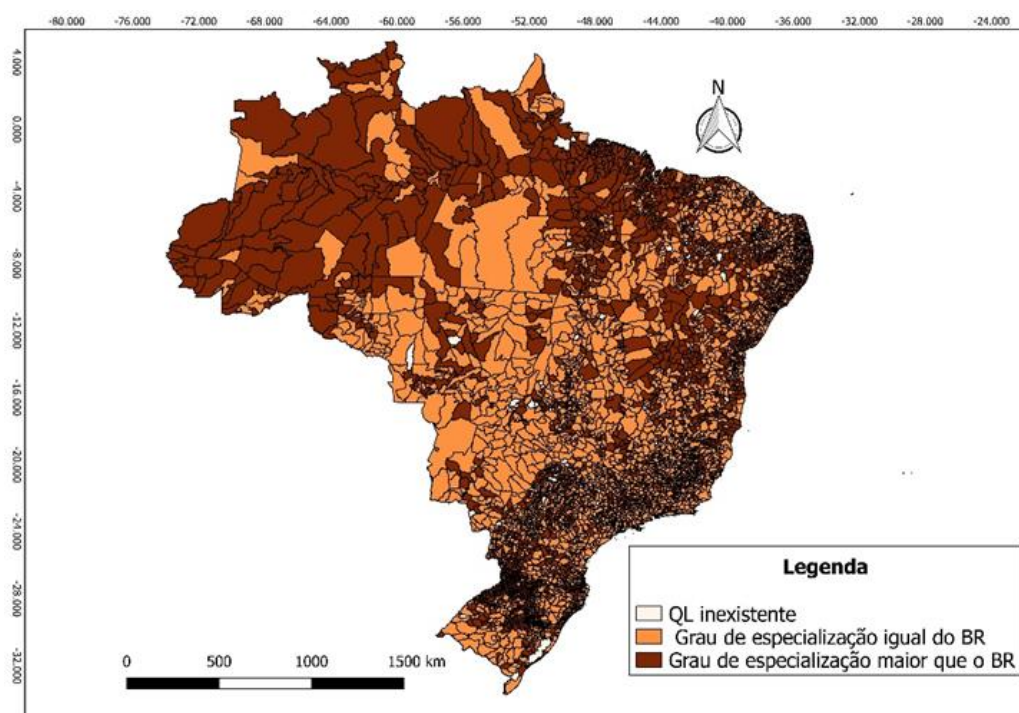 -80.000 -76.000 -72.000 -68.000 -64.000 -60.000 -56.000 -52.000 -48.000 -44.000 -40.000 -36.000 -32.000 -28.000 -24.000
4.000
0.000
-4.000
-8.000
-12.000
-16.000
-20.000
-24.000
-28.000
-32.000
N
Legenda
QL inexistente
Grau de especialização igual do BR
Grau de especialização maior que o BR
0 500 1000 1500 km